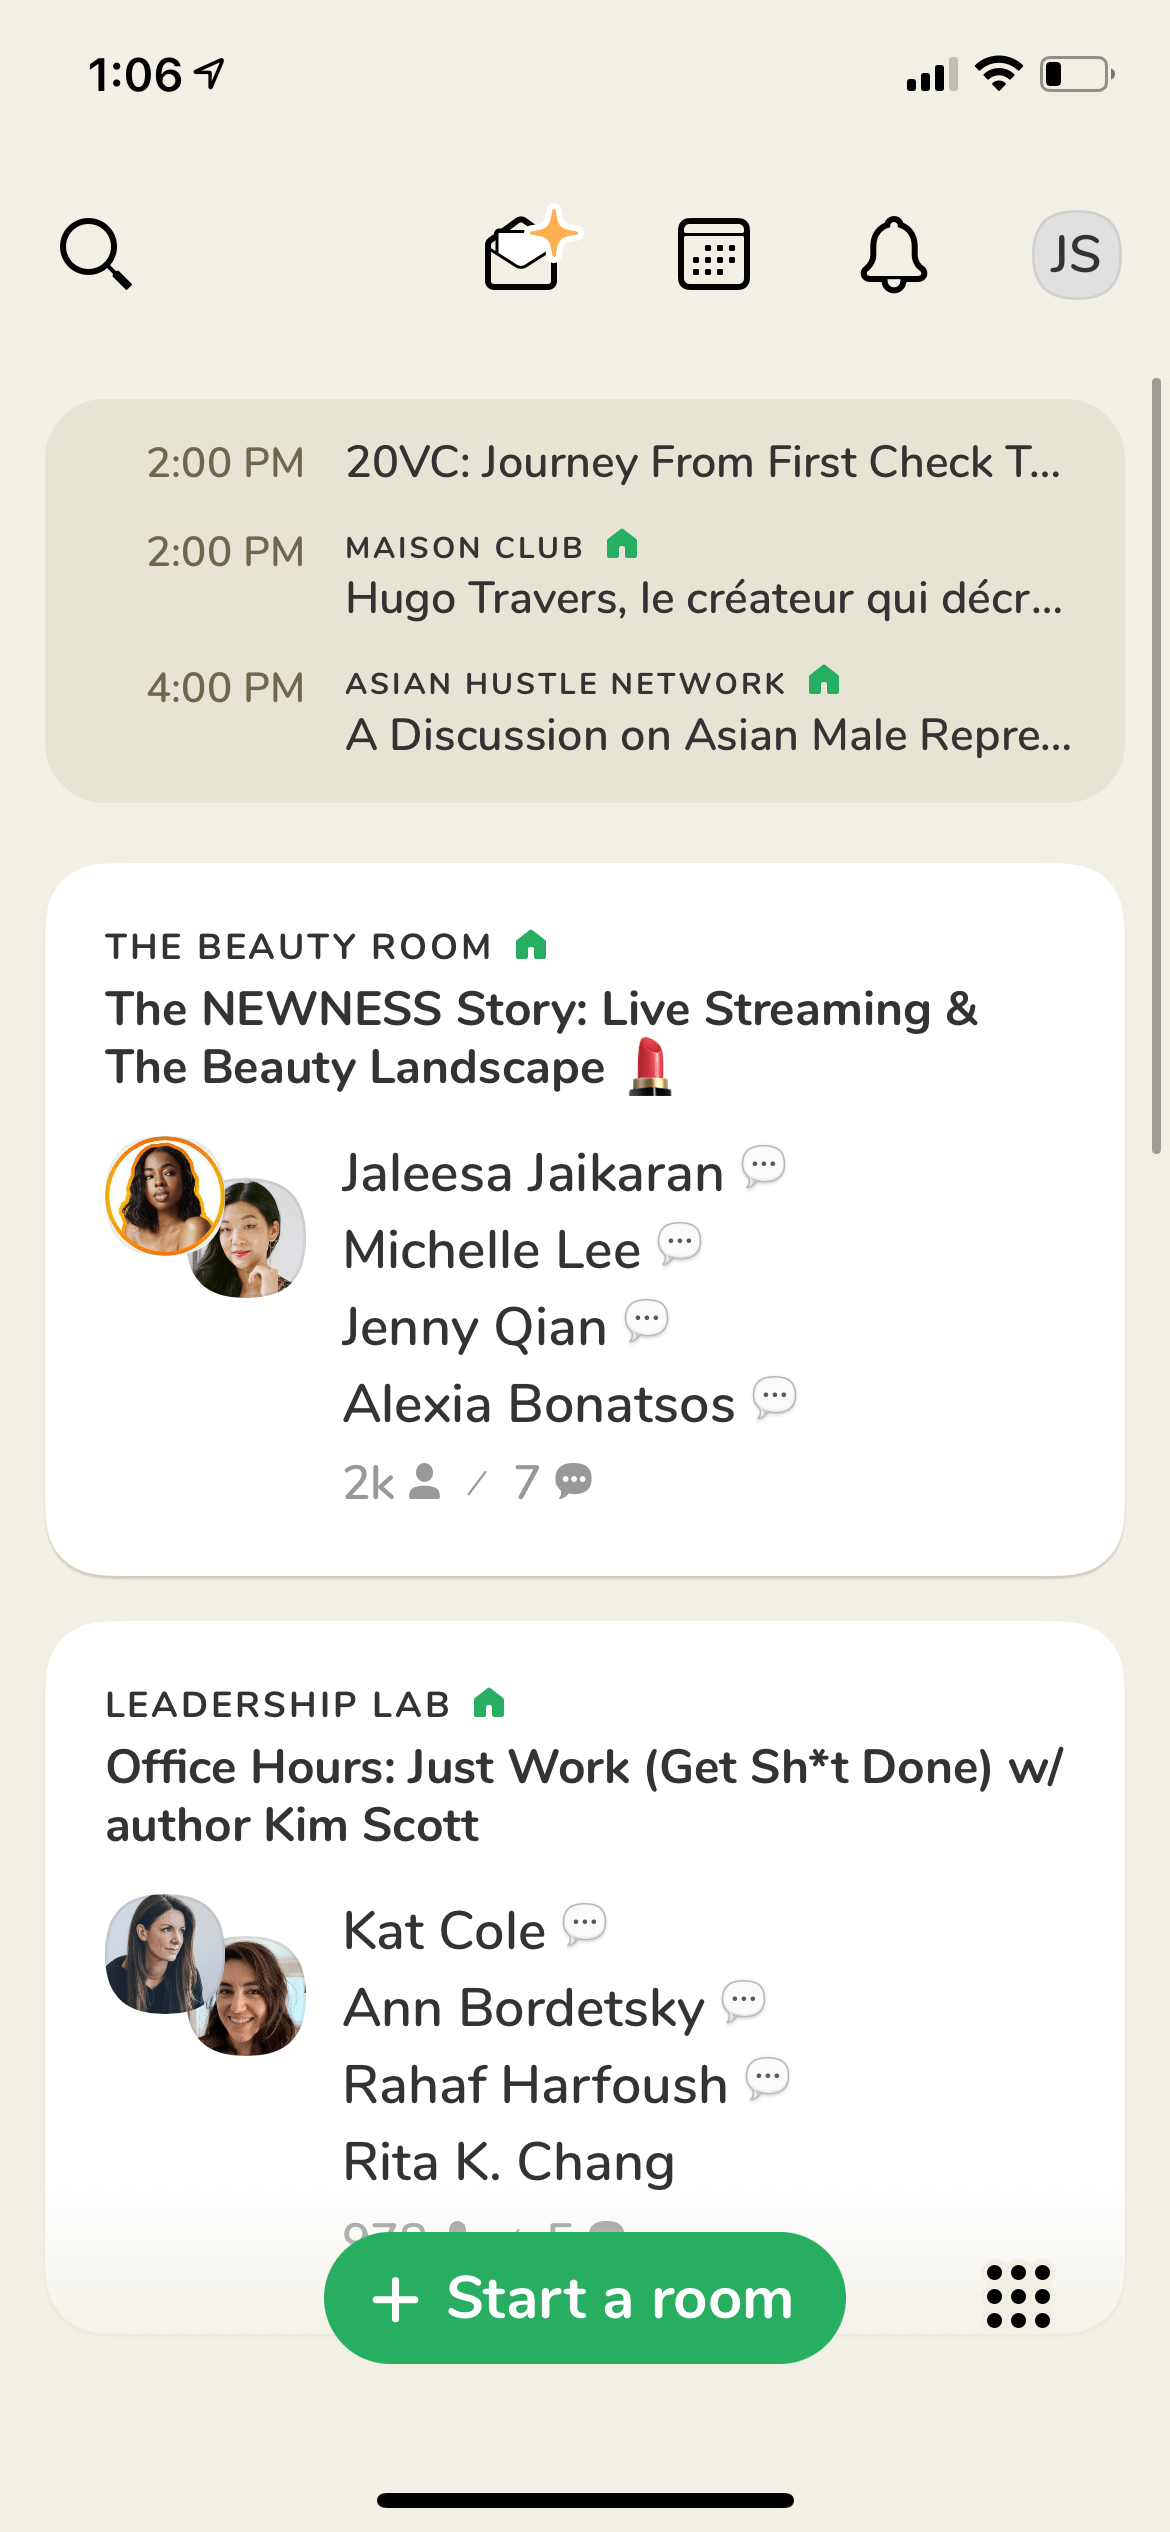 1:06
JS
2:00 PM 20VC: Journey From First Check T...
2:00 PM MAISON CLUB
Hugo Travers, le créateur qui décr...
4:00 PM ASIAN HUSTLE NETWORK
A Discussion on Asian Male Repre...
THE BEAUTY ROOM
The NEWNESS Story: Live Streaming &
The Beauty Landscape 💄
Jaleesa Jaikaran
Michelle Lee
Jenny Qian
Alexia Bonatsos
2k / 7
LEADERSHIP LAB
Office Hours: Just Work (Get Sh*t Done) w/
author Kim Scott
Kat Cole
Ann Bordetsky
Rahaf Harfoush
Rita K. Chang
+ Start a room